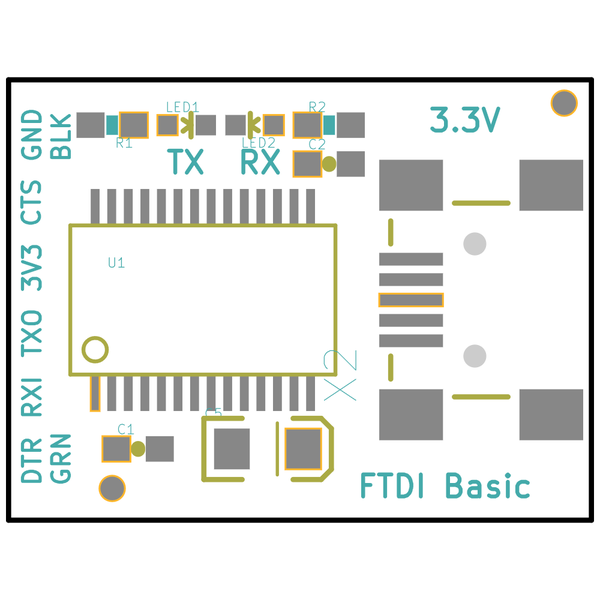 LED1
R2
3.3V
R1
LED2
C2
TX
RX
GND
BLK
CTS
3V3
TXO
RXI
DTR
GRN
U1
X2
C5
C1
FTDI Basic